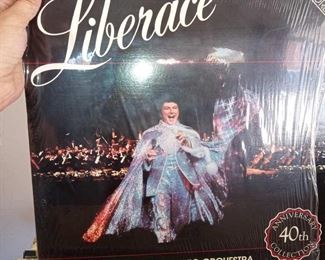 Liberace
ORCHESTRA
ANNIVERSARY
40th
COLLECTION